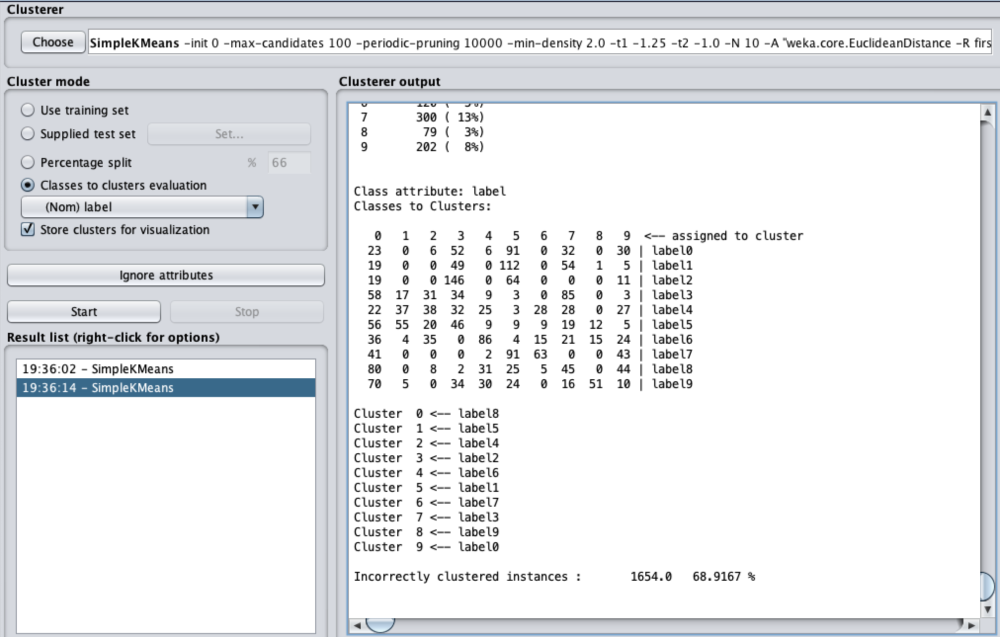 Clusterer
Choose
SimpleKMeans -init 0 -max-candidates 100 -periodic-pruning 10000 -min-density 2.0 -t1 -1.25 -t2 -1.0 -N 10 -A "weka.core.EuclideanDistance -R firs
Cluster mode
Use training set
Supplied test set
Set...
Percentage split % 66
Classes to clusters evaluation
(Nom) label
Store clusters for visualization
Ignore attributes
Start
Stop
Result list (right-click for options)
19:36:02 - SimpleKMeans
19:36:14 - SimpleKMeans
Clusterer output
7 300 ( 13%)
8 79 ( 3%)
9 202 ( 8%)
Class attribute: label
Classes to Clusters:
0 1 2 3 4 5 6 7 8 9 <-- assigned to cluster
23 0 6 52 6 91 0 32 0 30 | label0
19 0 0 49 0 112 0 54 1 5 | label1
19 0 0 146 0 64 0 0 0 11 | label2
58 17 31 34 9 3 0 85 0 3 | label3
22 37 38 32 25 3 28 28 0 27 | label4
56 55 20 46 9 9 9 19 12 5 | label5
36 4 35 0 86 4 15 21 15 24 | label6
41 0 0 0 2 91 63 0 0 43 | label7
80 0 8 2 31 25 5 45 0 44 | label8
70 5 0 34 30 24 0 16 51 10 | label9
Cluster 0 <-- label8
Cluster 1 <-- label5
Cluster 2 <-- label4
Cluster 3 <-- label2
Cluster 4 <-- label6
Cluster 5 <-- label1
Cluster 6 <-- label7
Cluster 7 <-- label3
Cluster 8 <-- label9
Cluster 9 <-- label0
Incorrectly clustered instances : 1654.0 68.9167 %